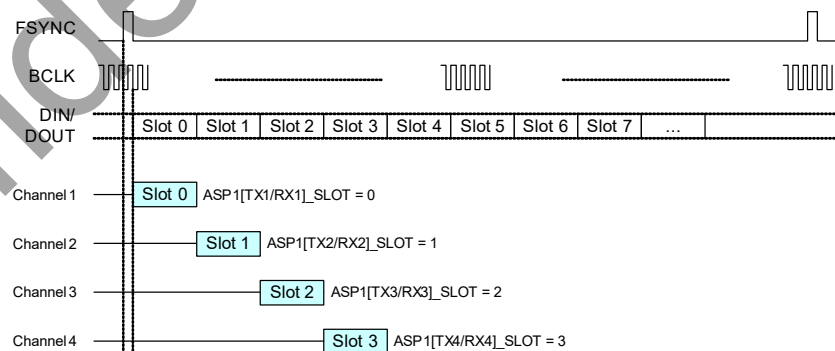 FSYNC
BCLK
DIN/
DOUT
Slot 0 Slot 1 Slot 2 Slot 3 Slot 4 Slot 5 Slot 6 Slot 7 ...
Channel 1 Slot 0 ASP1[TX1/RX1]_SLOT = 0
Channel 2 Slot 1 ASP1[TX2/RX2]_SLOT = 1
Channel 3 Slot 2 ASP1[TX3/RX3]_SLOT = 2
Channel 4 Slot 3 ASP1[TX4/RX4]_SLOT = 3